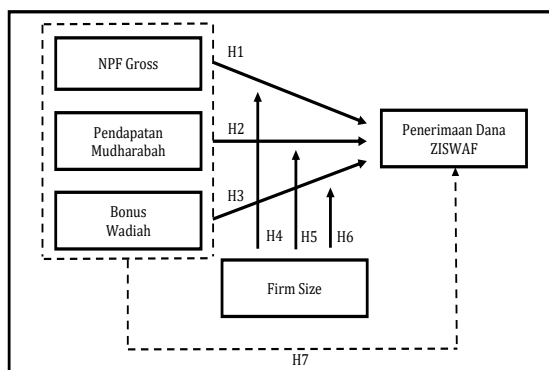 NPF Gross
H1
Pendapatan
Mudharabah
H2
Penerimaan Dana
ZISWAF
Bonus
Wadiah
H3
H4
H5
H6
Firm Size
H7